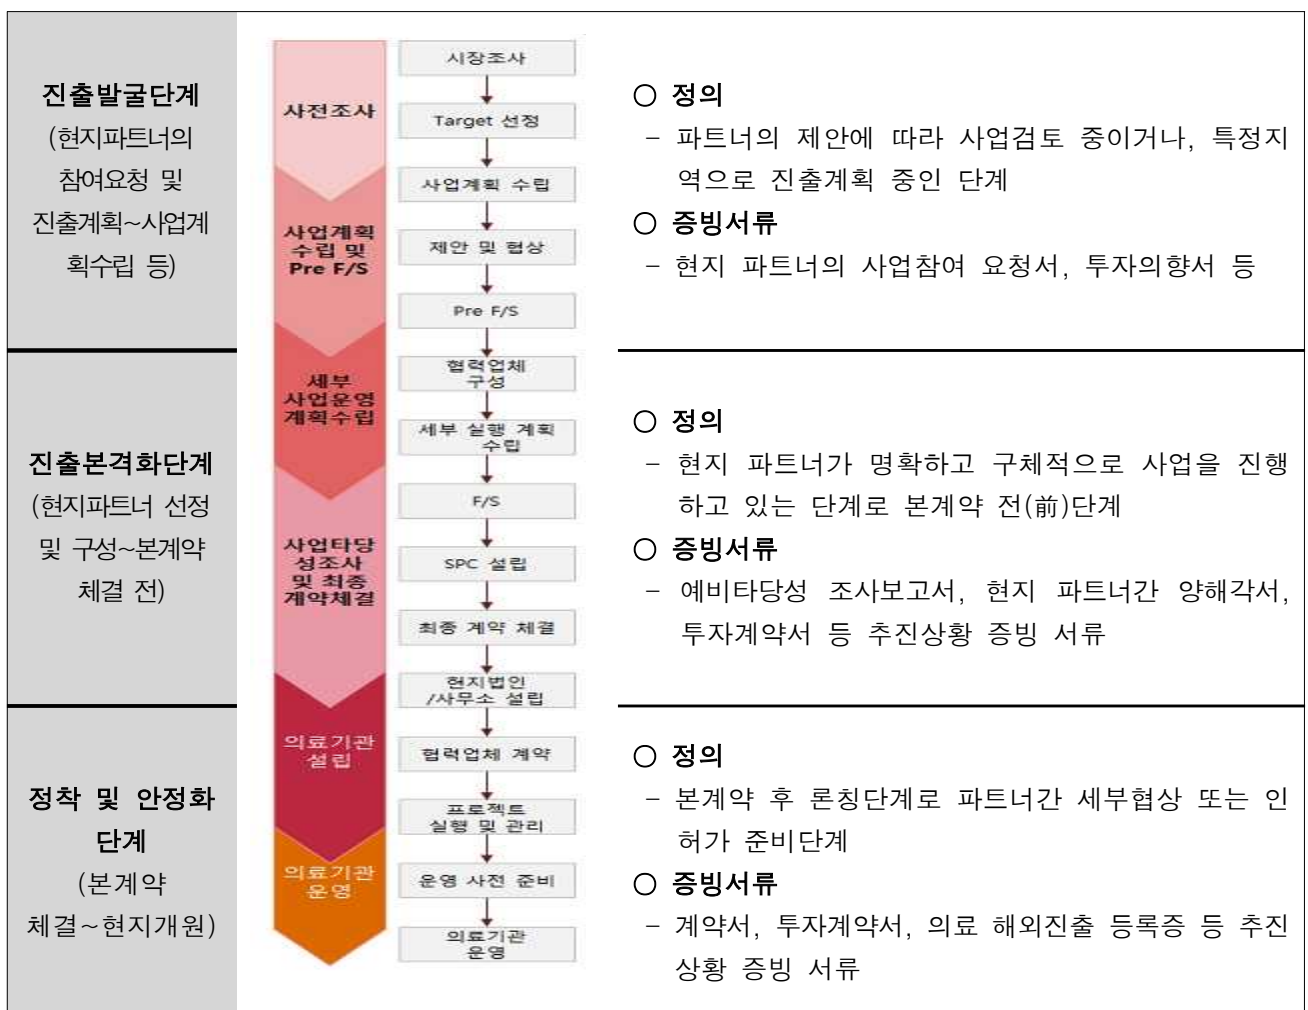 진출발굴단계
(현지파트너의
참여요청 및
진출계획~사업계
획수립 등)
사전조사
사업계획
수립 및
Pre F/S
시장조사
Target 선정
사업계획 수립
제안 및 협상
Pre F/S
○ 정의
- 파트너의 제안에 따라 사업검토 중이거나, 특정지
역으로 진출계획 중인 단계
○ 증빙서류
- 현지 파트너의 사업참여 요청서, 투자의향서 등
진출본격화단계
(현지파트너 선정
및 구성~본계약
체결 전)
세부
사업운영
계획수립
사업타당
성조사
및 최종
계약체결
협력업체
구성
세부 실행 계획
수립
F/S
SPC 설립
최종 계약 체결
현지법인
/사무소 설립
○ 정의
- 현지 파트너가 명확하고 구체적으로 사업을 진행
하고 있는 단계로 본계약 전(前)단계
○ 증빙서류
- 예비타당성 조사보고서, 현지 파트너간 양해각서,
투자계약서 등 추진상황 증빙 서류
정착 및 안정화
단계
(본계약
체결~현지개원)
의료기관
설립
의료기관
운영
협력업체 계약
프로젝트
실행 및 관리
운영 사전 준비
의료기관
운영
○ 정의
- 본계약 후 론칭단계로 파트너간 세부협상 또는 인
허가 준비단계
○ 증빙서류
- 계약서, 투자계약서, 의료 해외진출 등록증 등 추진
상황 증빙 서류